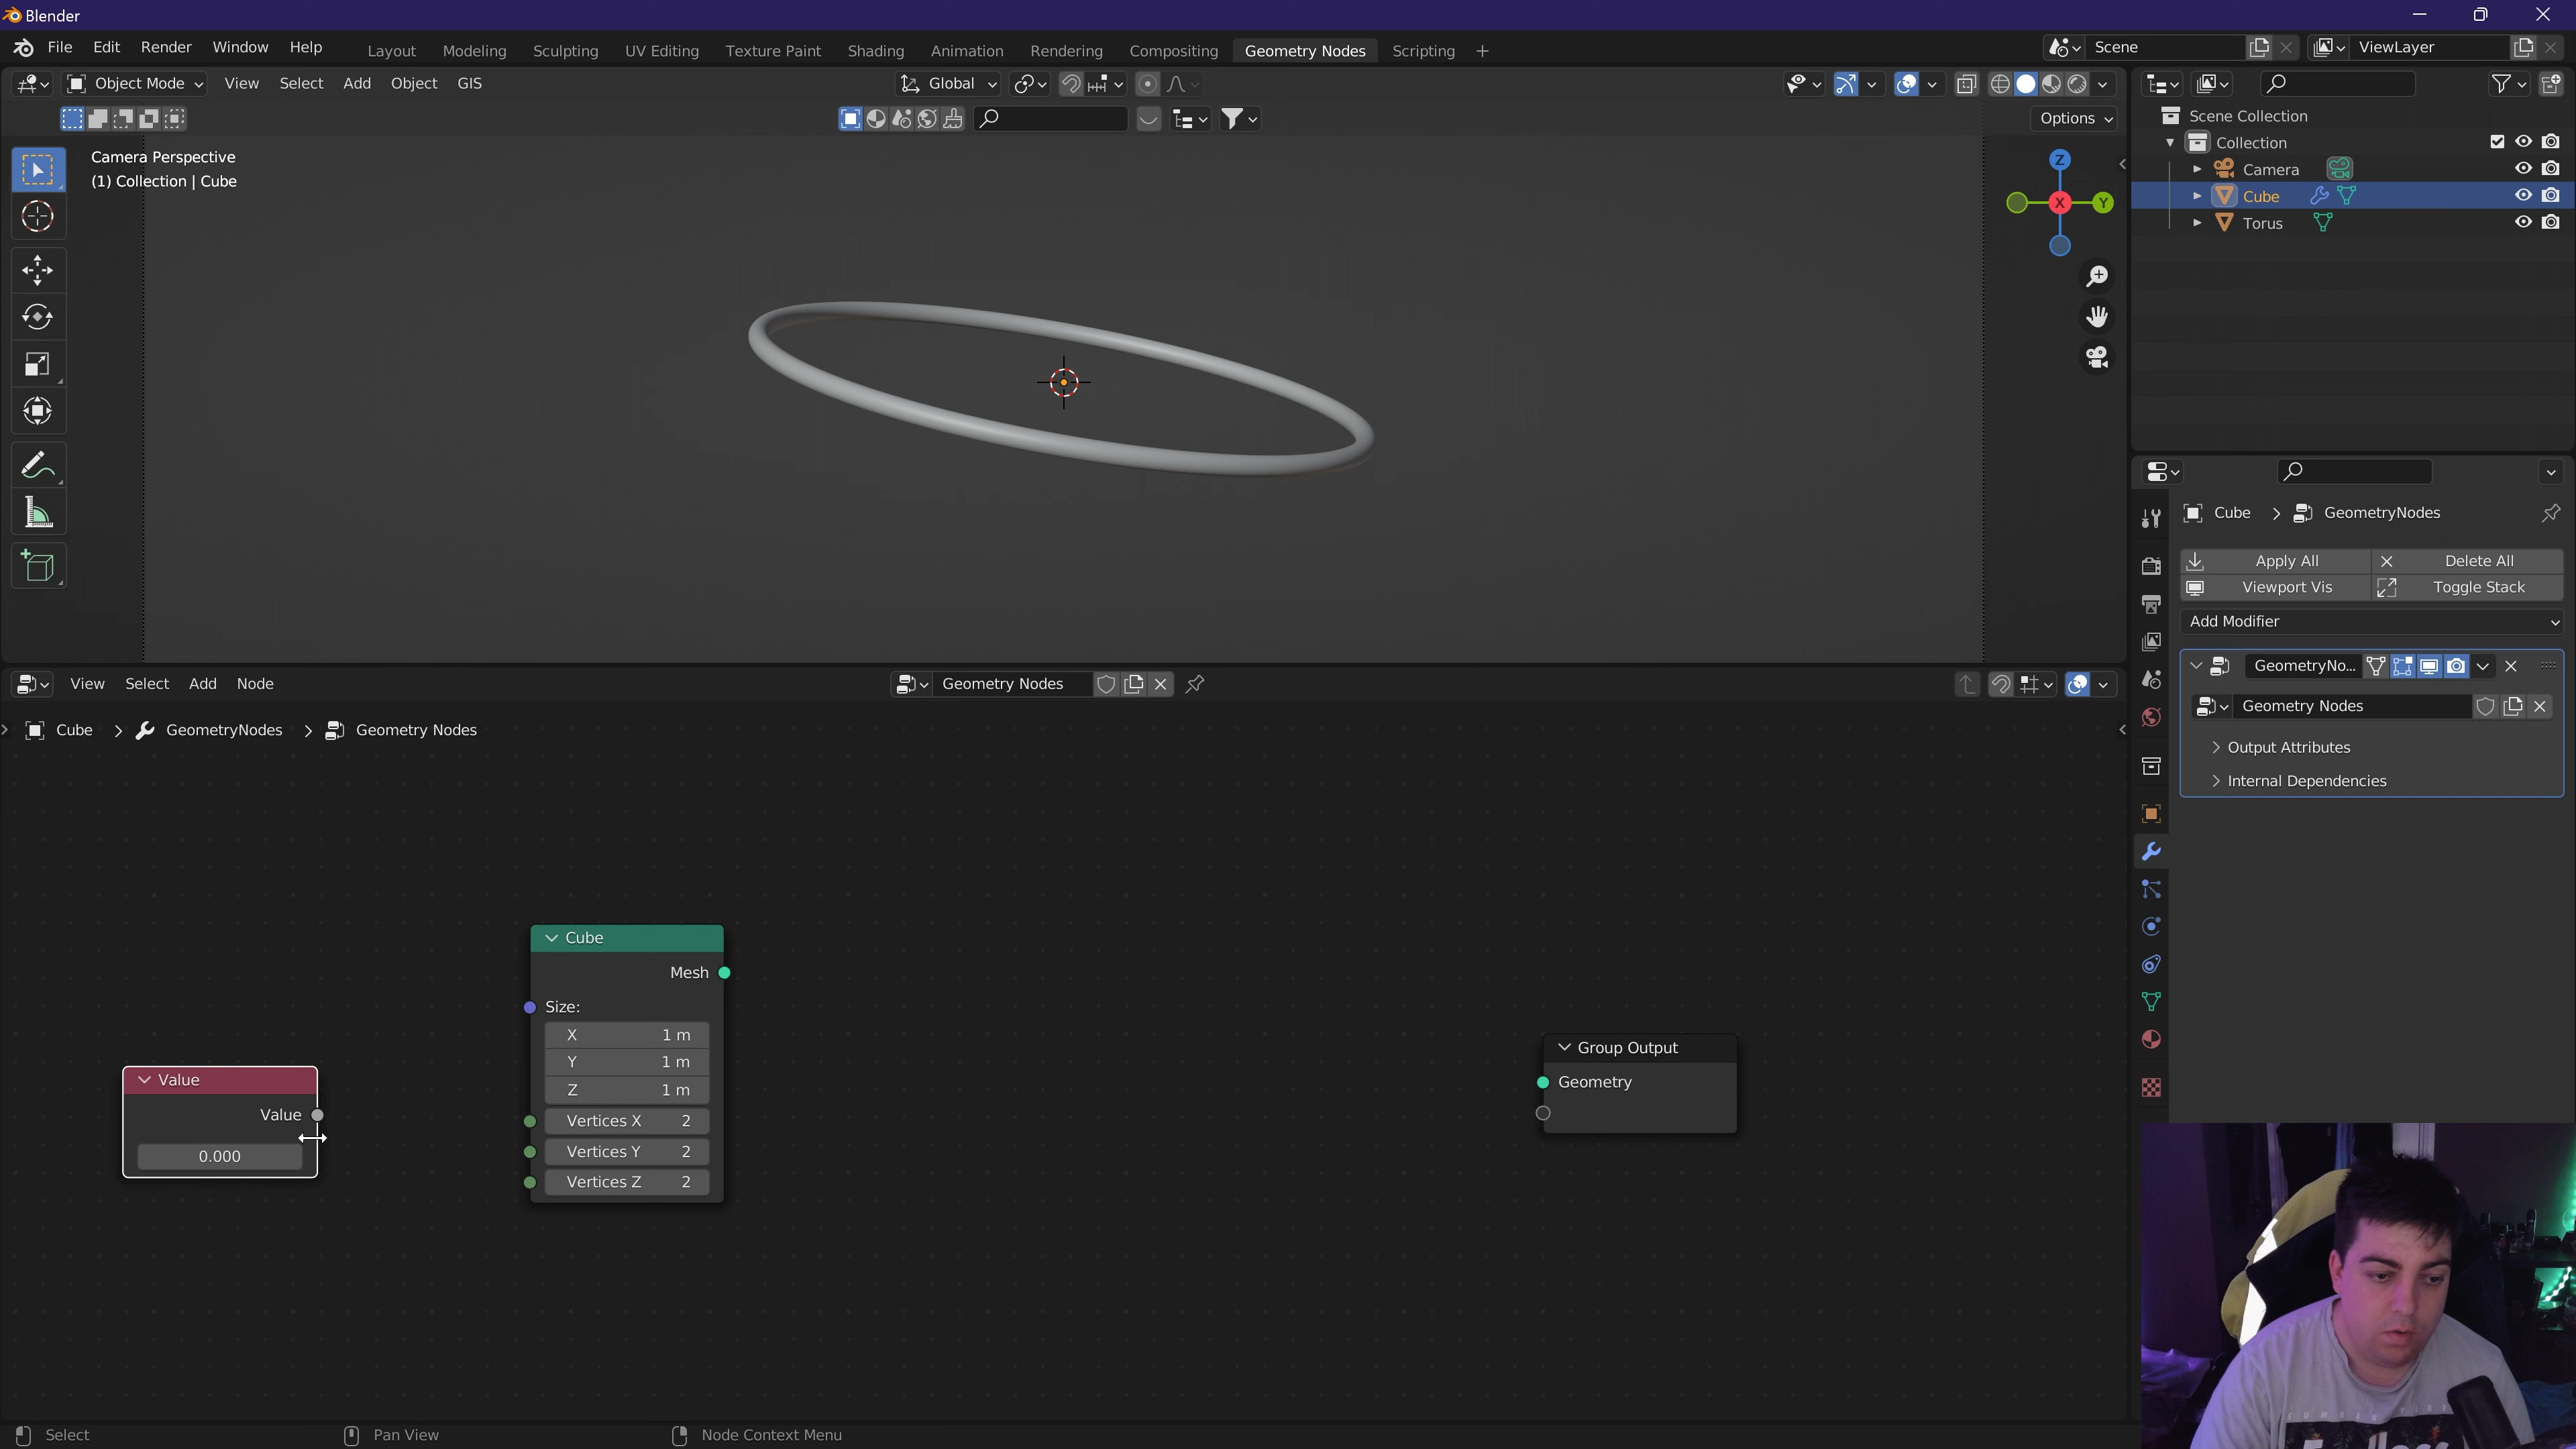 Blender
File Edit Render Window Help Layout Modeling Sculpting UV Editing Texture Paint Shading Animation Rendering Compositing Geometry Nodes Scripting + Scene ViewLayer
Object Mode View Select Add Object GIS Global
Options
Camera Perspective
(1) Collection | Cube
Z
X Y
Scene Collection
Collection
Camera
Cube
Torus
Cube > GeometryNodes
Apply All Delete All
Viewport Vis Toggle Stack
Add Modifier
GeometryNo...
Geometry Nodes
Output Attributes
Internal Dependencies
View Select Add Node Geometry Nodes
Cube > GeometryNodes > Geometry Nodes
Value
Value
0.000
Cube
Mesh
Size:
X 1 m
Y 1 m
Z 1 m
Vertices X 2
Vertices Y 2
Vertices Z 2
Group Output
Geometry
Select Pan View Node Context Menu